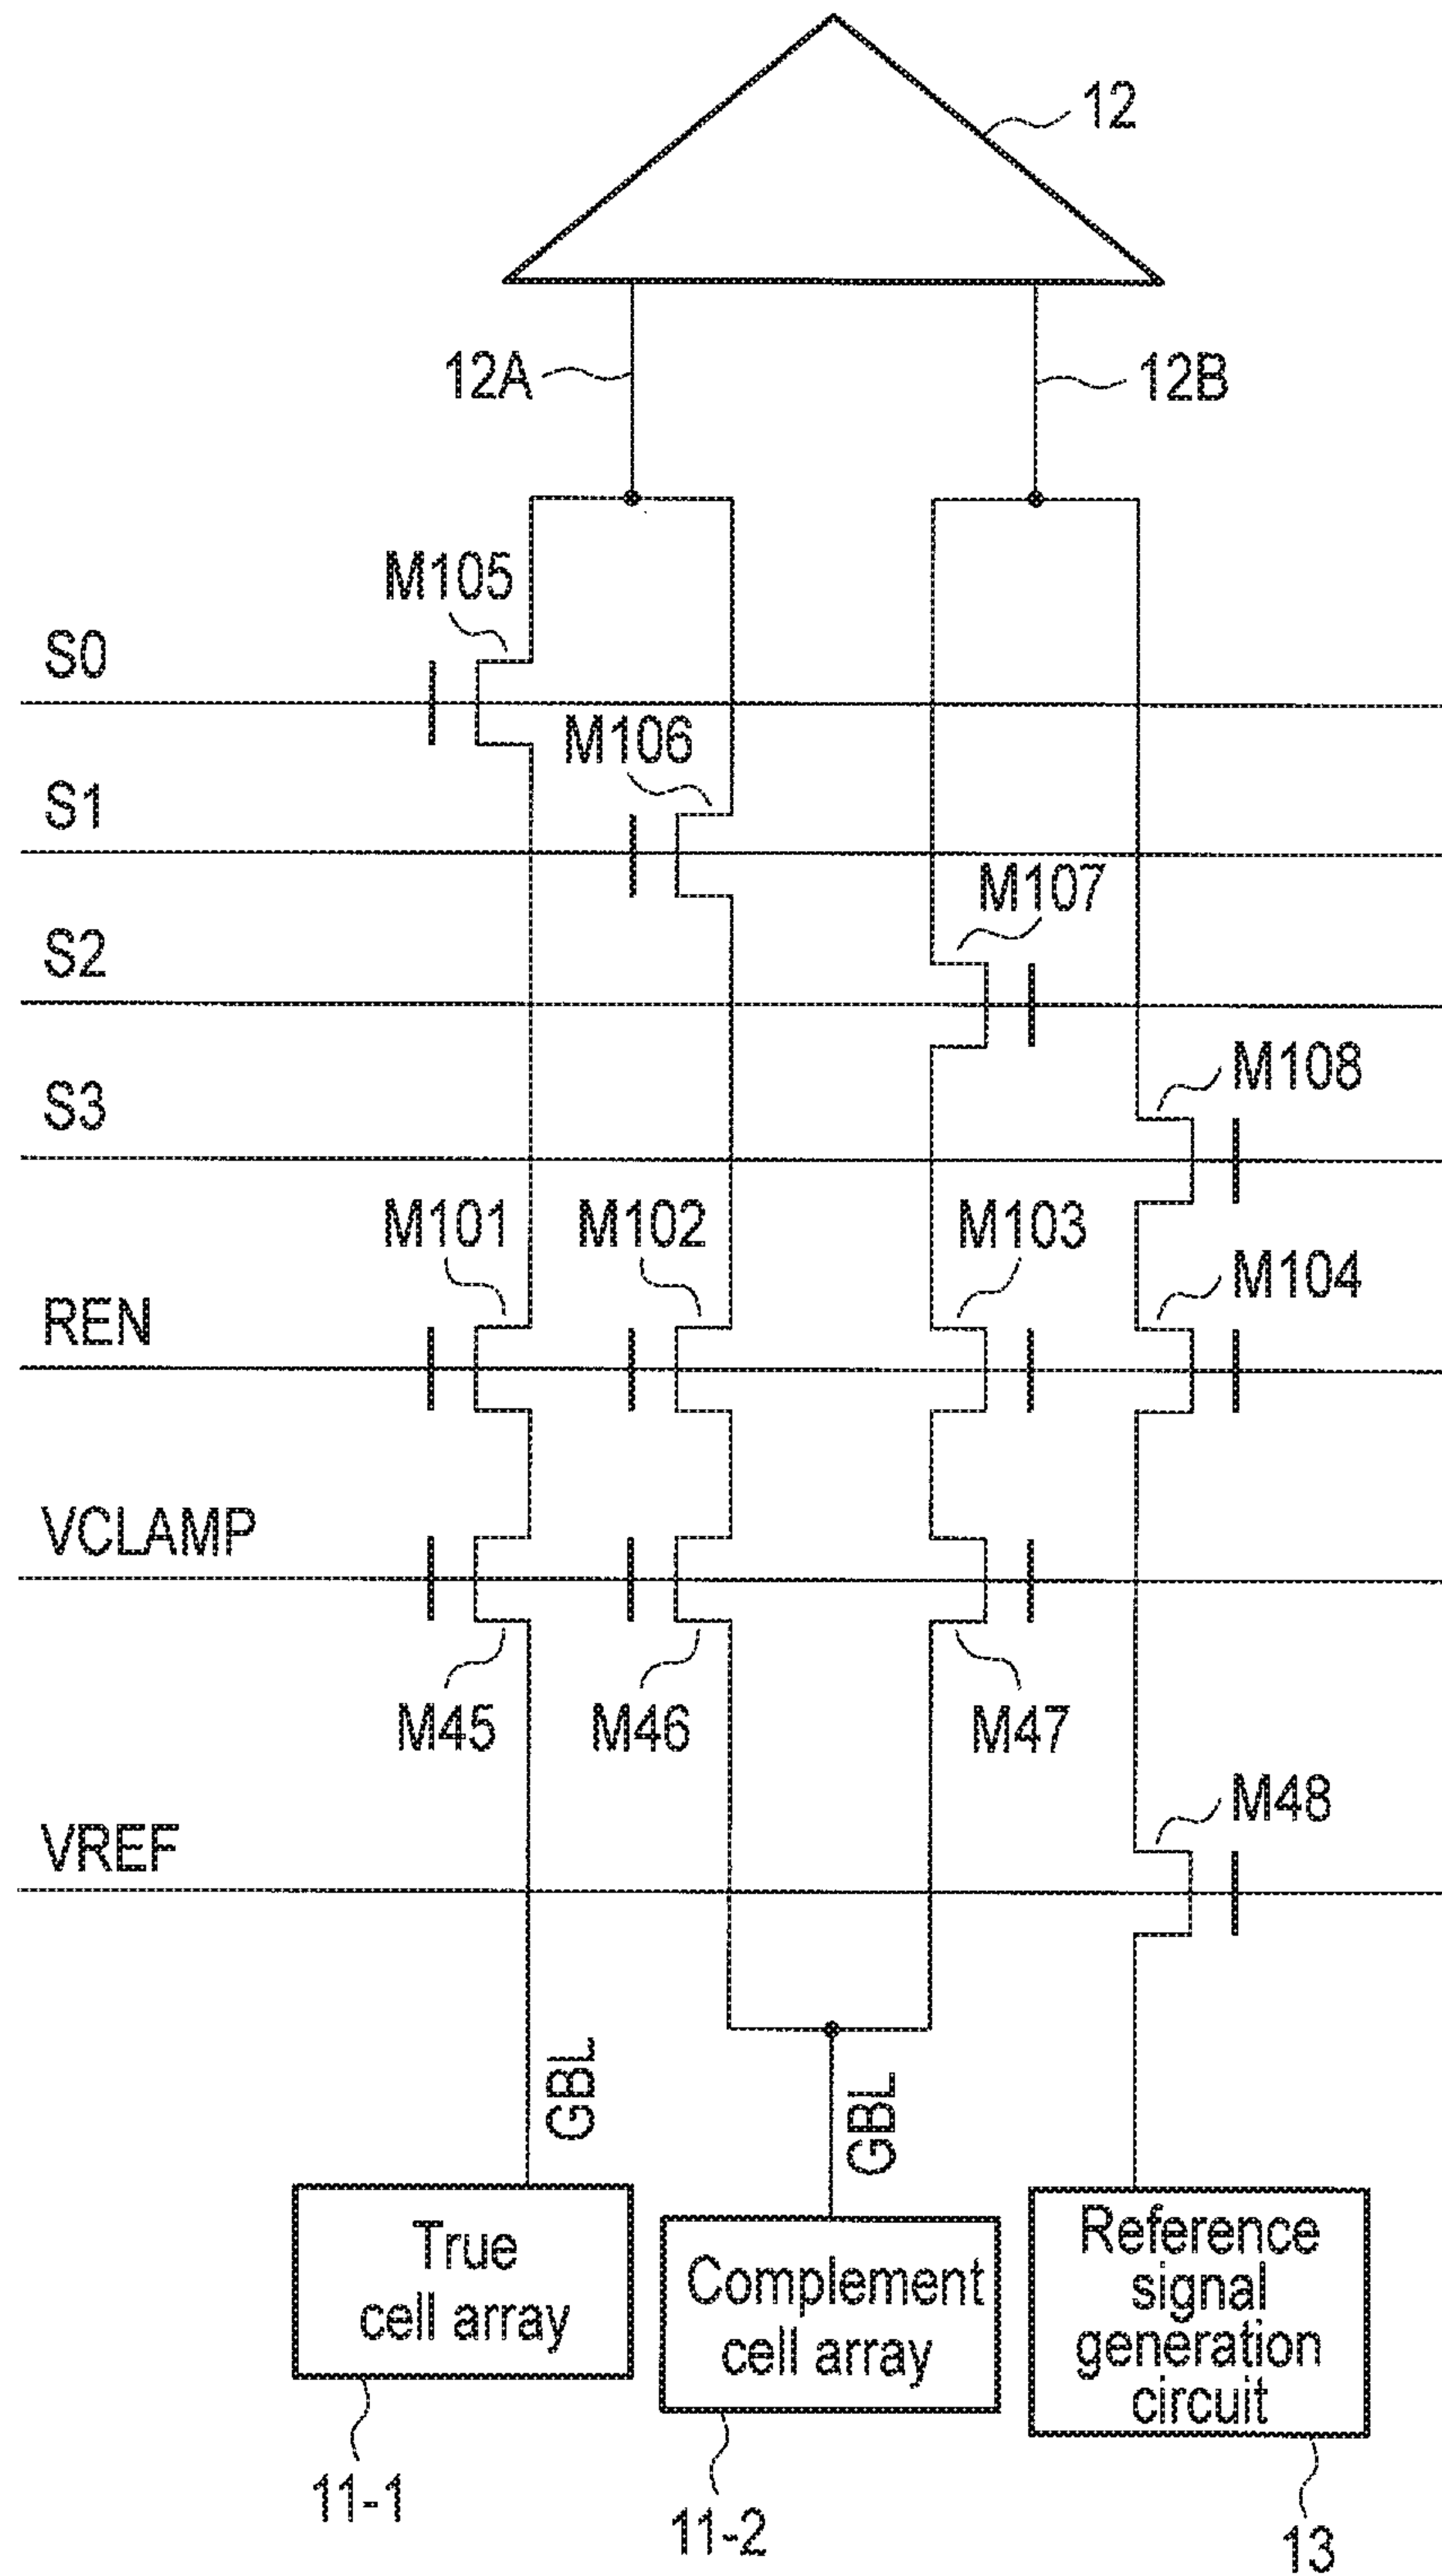 12
12A
12B
M105
S0
M106
S1
M107
S2
M108
S3
M101
M102
M103
M104
REN
VCLAMP
M45
M46
M47
M48
VREF
GBL
GBL
True
cell array
Complement
cell array
Reference
signal
generation
circuit
11-1
11-2
13